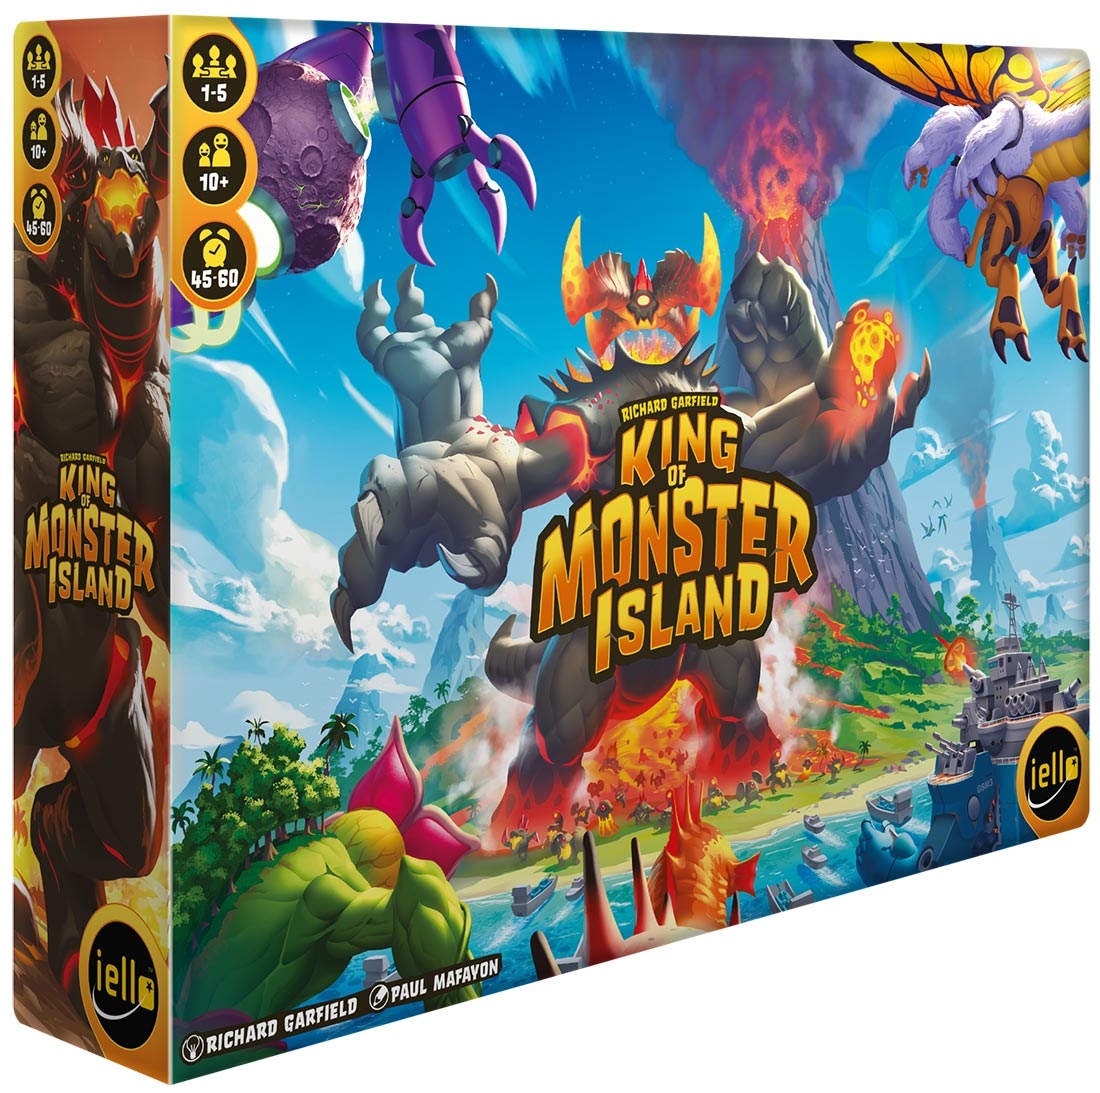 1-5
10+
45-60
RICHARD GARFIELD
KING
OF
MONSTER
ISLAND
iello
1-5
10+
45-60
RICHARD GARFIELD
KING
OF
MONSTER
ISLAND
GSM3
iello
RICHARD GARFIELD PAUL MAFAYON